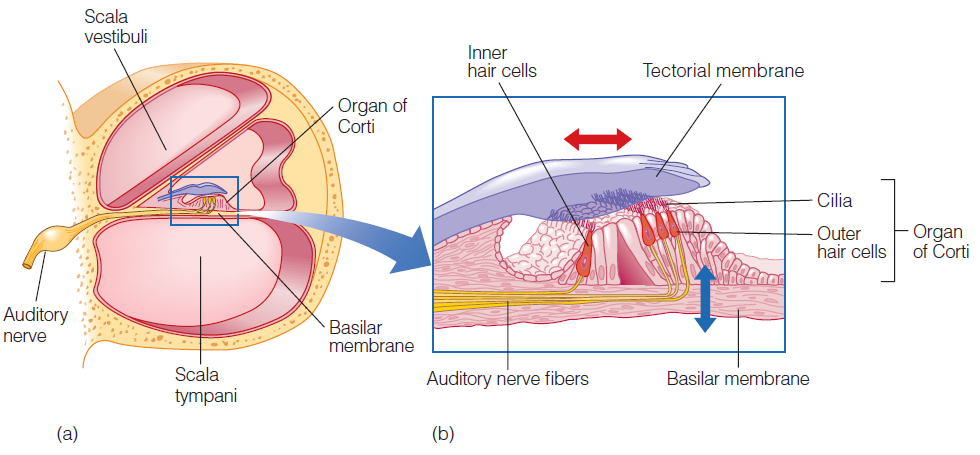 Scala
vestibuli
Organ of
Corti
Auditory
nerve
Basilar
membrane
Scala
tympani
(a)
Inner
hair cells
Tectorial membrane
Cilia
Outer
hair cells
Organ
of Corti
Auditory nerve fibers
Basilar membrane
(b)